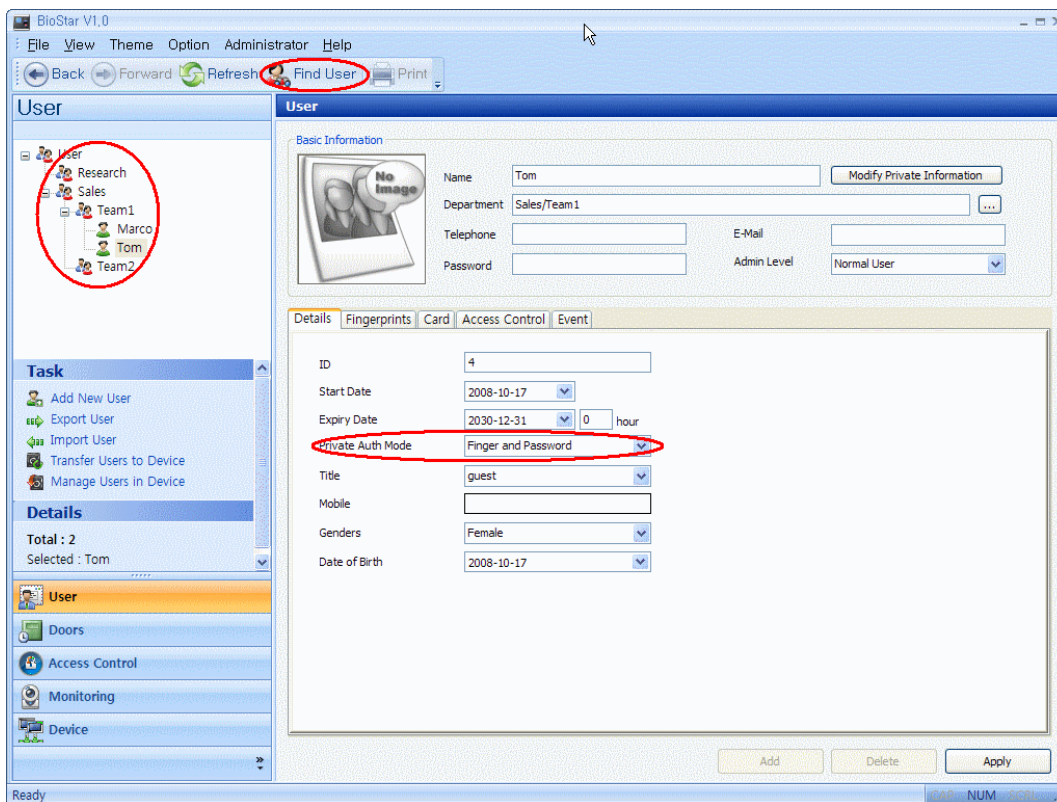 BioStar V1.0
File View Theme Option Administrator Help
Back Forward Refresh Find User Print
User
User
Research
Sales
Team1
Marco
Tom
Team2
Task
Add New User
Export User
Import User
Transfer Users to Device
Manage Users in Device
Details
Total : 2
Selected : Tom
User
Doors
Access Control
Monitoring
Device
User
Basic Information
No Image
Name Tom Modify Private Information
Department Sales/Team1 ...
Telephone E-Mail
Password Admin Level Normal User
Details Fingerprints Card Access Control Event
ID 4
Start Date 2008-10-17
Expiry Date 2030-12-31 0 hour
Private Auth Mode Finger and Password
Title guest
Mobile
Genders Female
Date of Birth 2008-10-17
Add Delete Apply
Ready NUM